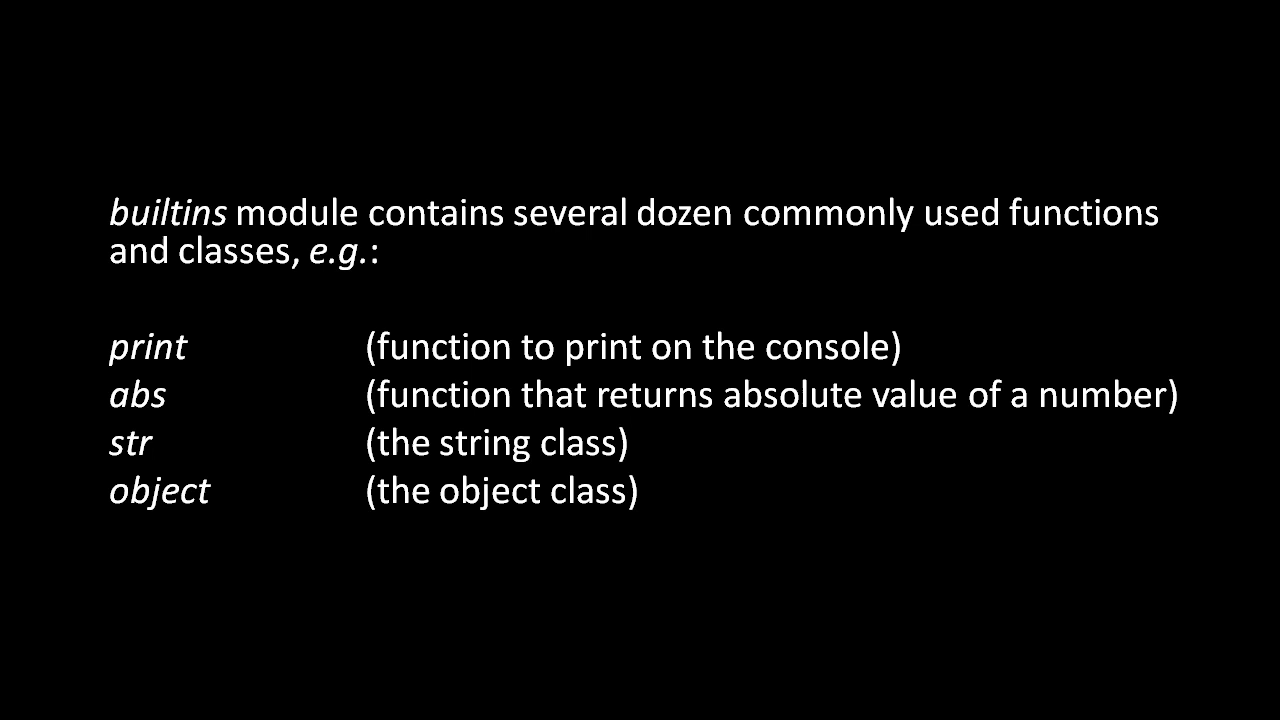 builtins module contains several dozen commonly used functions
and classes, e.g.:
print (function to print on the console)
abs (function that returns absolute value of a number)
str (the string class)
object (the object class)